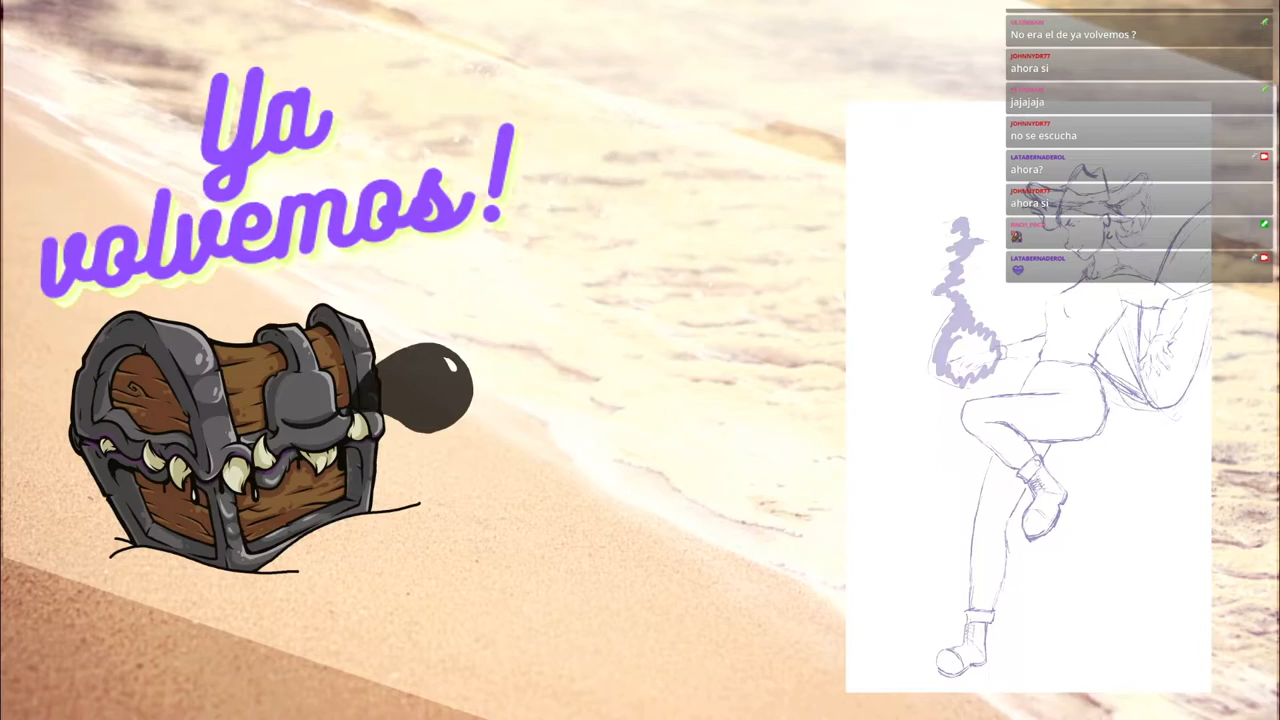 Ya
volvemos!
No era el de ya volvemos ?
JOHNNYDR77
ahora si
jajajaja
JOHNNYDR77
no se escucha
LATABERNADEROL
ahora?
JOHNNYDR77
ahora si
LATABERNADEROL